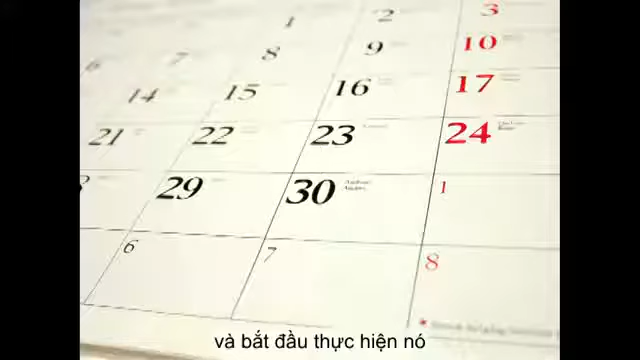 1 2 3
6 7 8 9 10
14 15 16 17
21 22 23 24
29 30 1
6 7 8
và bắt đầu thực hiện nó